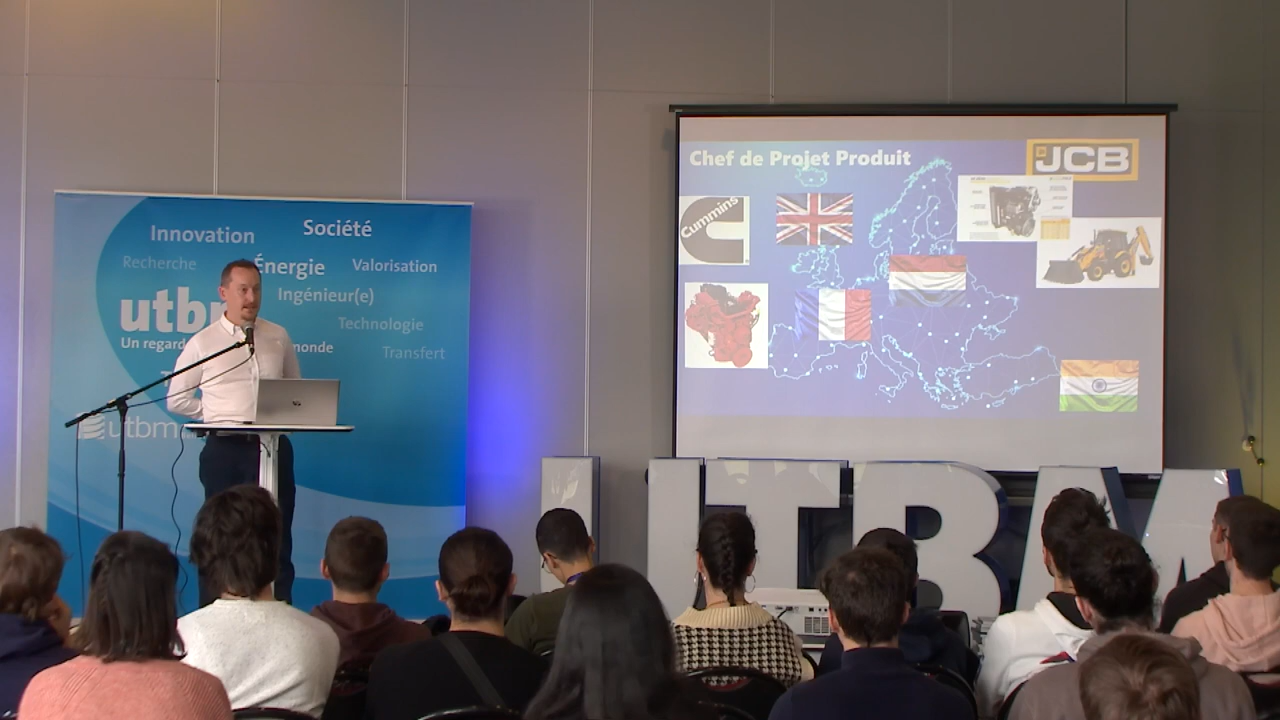 Innovation
Société
Recherche
Énergie
Valorisation
utb
Ingénieur(e)
Technologie
Un regard
monde
Transfert
utbm
Chef de Projet Produit
JCB
Cummins
UTBM